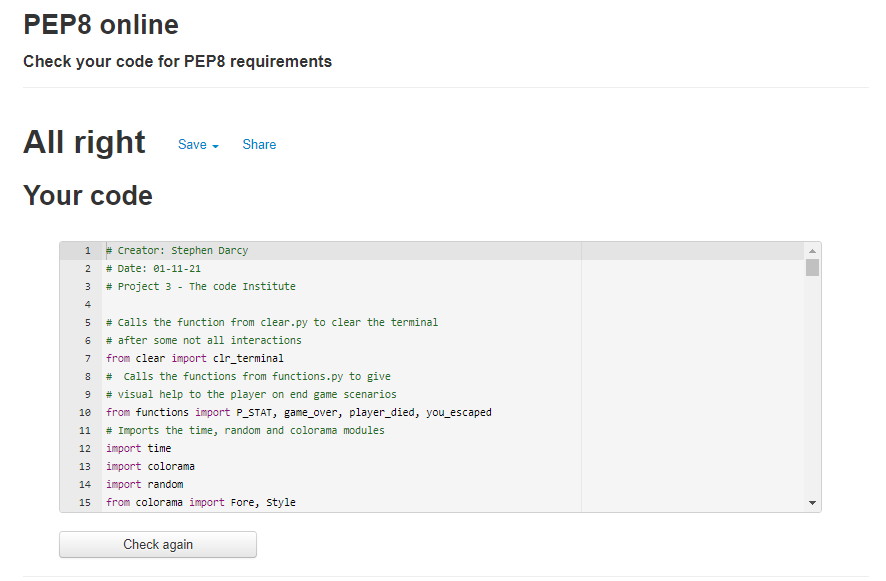 PEP8 online
Check your code for PEP8 requirements
All right Save Share
Your code
1 # Creator: Stephen Darcy
2 # Date: 01-11-21
3 # Project 3 - The code Institute
4
5 # Calls the function from clear.py to clear the terminal
6 # after some not all interactions
7 from clear import clr_terminal
8 #  Calls the functions from functions.py to give
9 # visual help to the player on end game scenarios
10 from functions import P_STAT, game_over, player_died, you_escaped
11 # Imports the time, random and colorama modules
12 import time
13 import colorama
14 import random
15 from colorama import Fore, Style
Check again